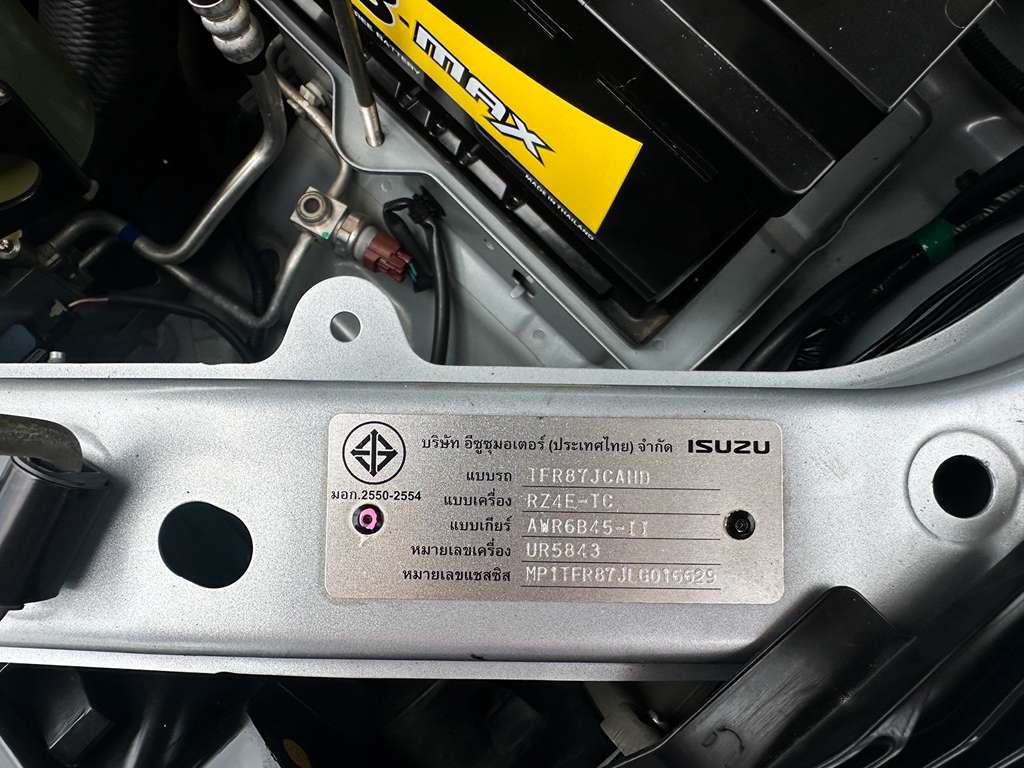 B-MAX
BATTERY
MADE IN THAILAND
บริษัท อีซูซุมอเตอร์ (ประเทศไทย) จำกัด ISUZU
มอก.2550-2554
แบบรถ TFR87JCAHD
แบบเครื่อง RZ4E-TC
แบบเกียร์ AWR6B45-II
หมายเลขเครื่อง UR5843
หมายเลขแชสซิส MP1TFR87JLG016629